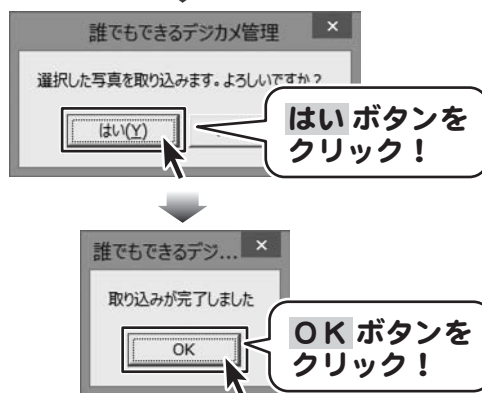 誰でもできるデジカメ管理
選択した写真を取り込みます。よろしいですか?
はい(Y)
はい ボタンを
クリック!
誰でもできるデジ...
取り込みが完了しました
OK
OK ボタンを
クリック!